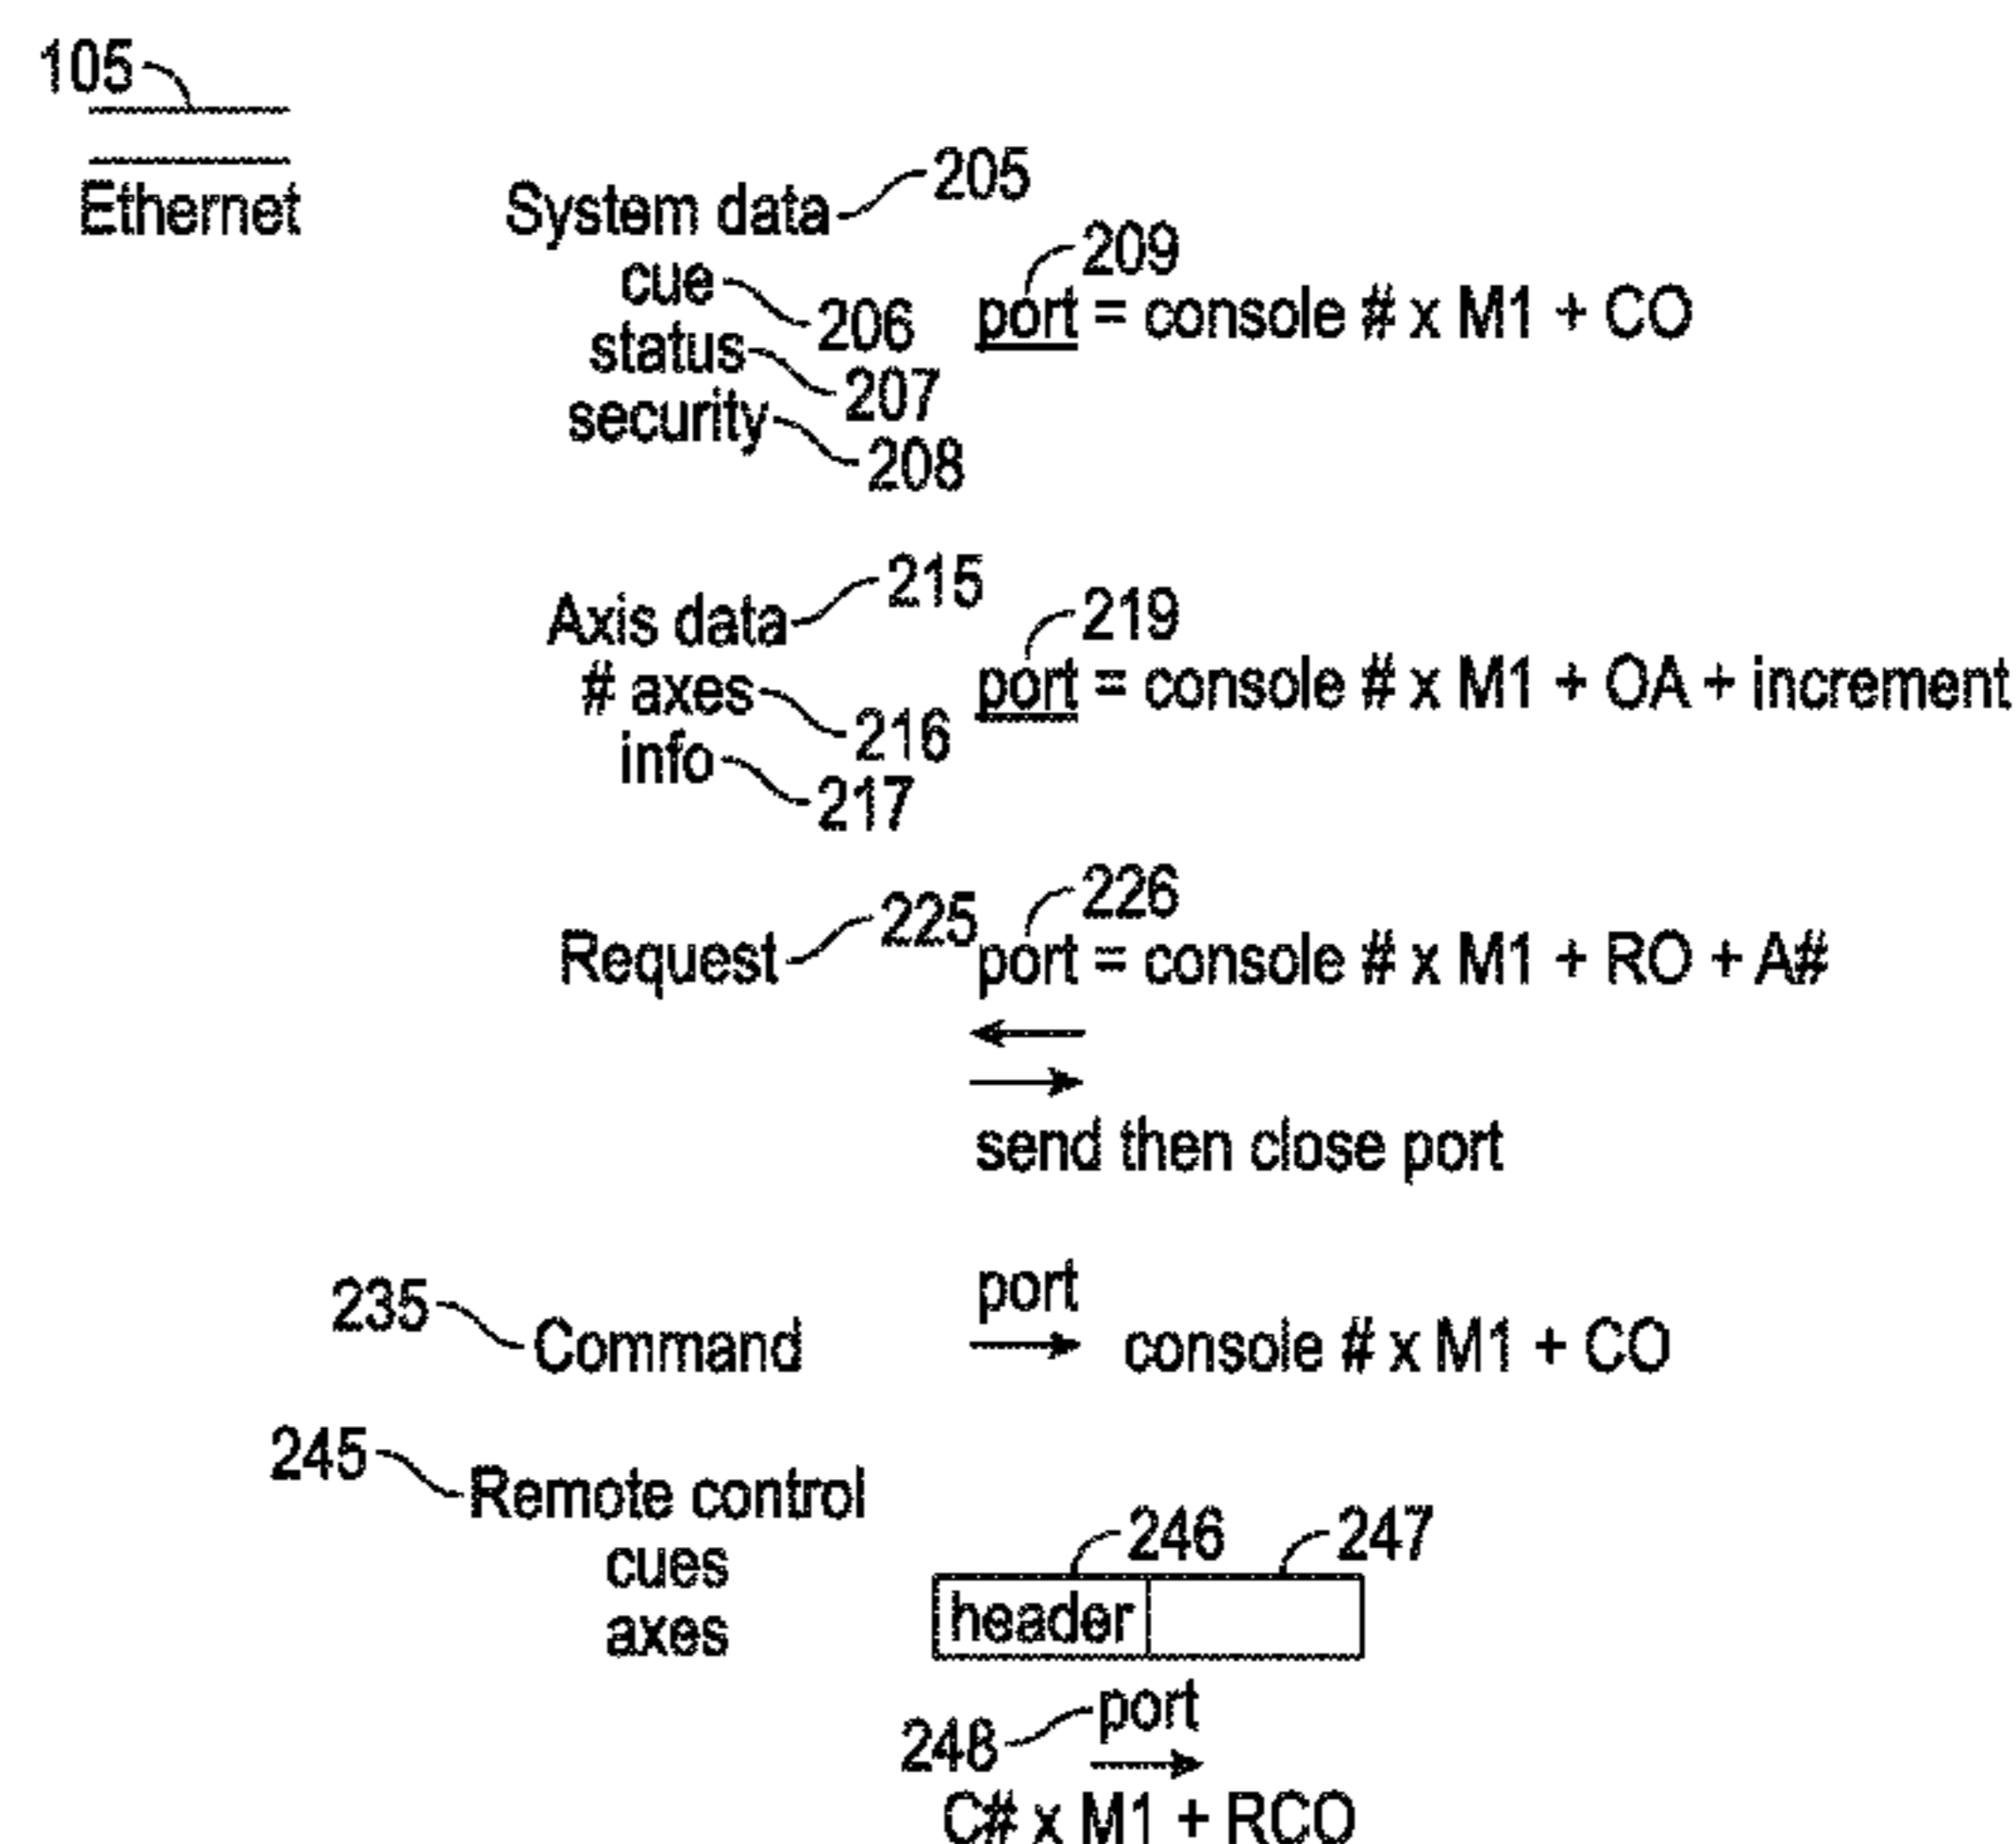 105
Ethernet
System data 205
cue 206
status 207
security 208
209
port = console # x M1 + CO
Axis data 215
# axes 216
info 217
219
port = console # x M1 + OA + increment
Request 225
226
port = console # x M1 + RO + A#
send then close port
235 Command
port
console # x M1 + CO
245 Remote control
cues
axes
246 247
header
248 port
C# x M1 + RCO